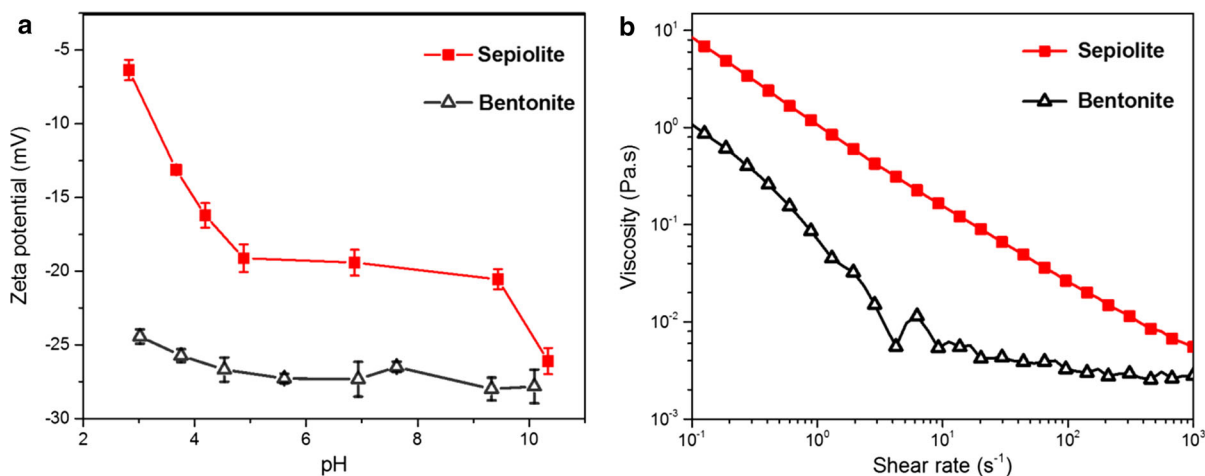 a
Zeta potential (mV)
-5
-10
-15
-20
-25
-30
Sepiolite
Bentonite
2
4
6
8
10
pH
b
Viscosity (Pa.s)
10¹
10⁰
10⁻¹
10⁻²
10⁻³
Sepiolite
Bentonite
10⁻¹
10⁰
10¹
10²
10³
Shear rate (s⁻¹)